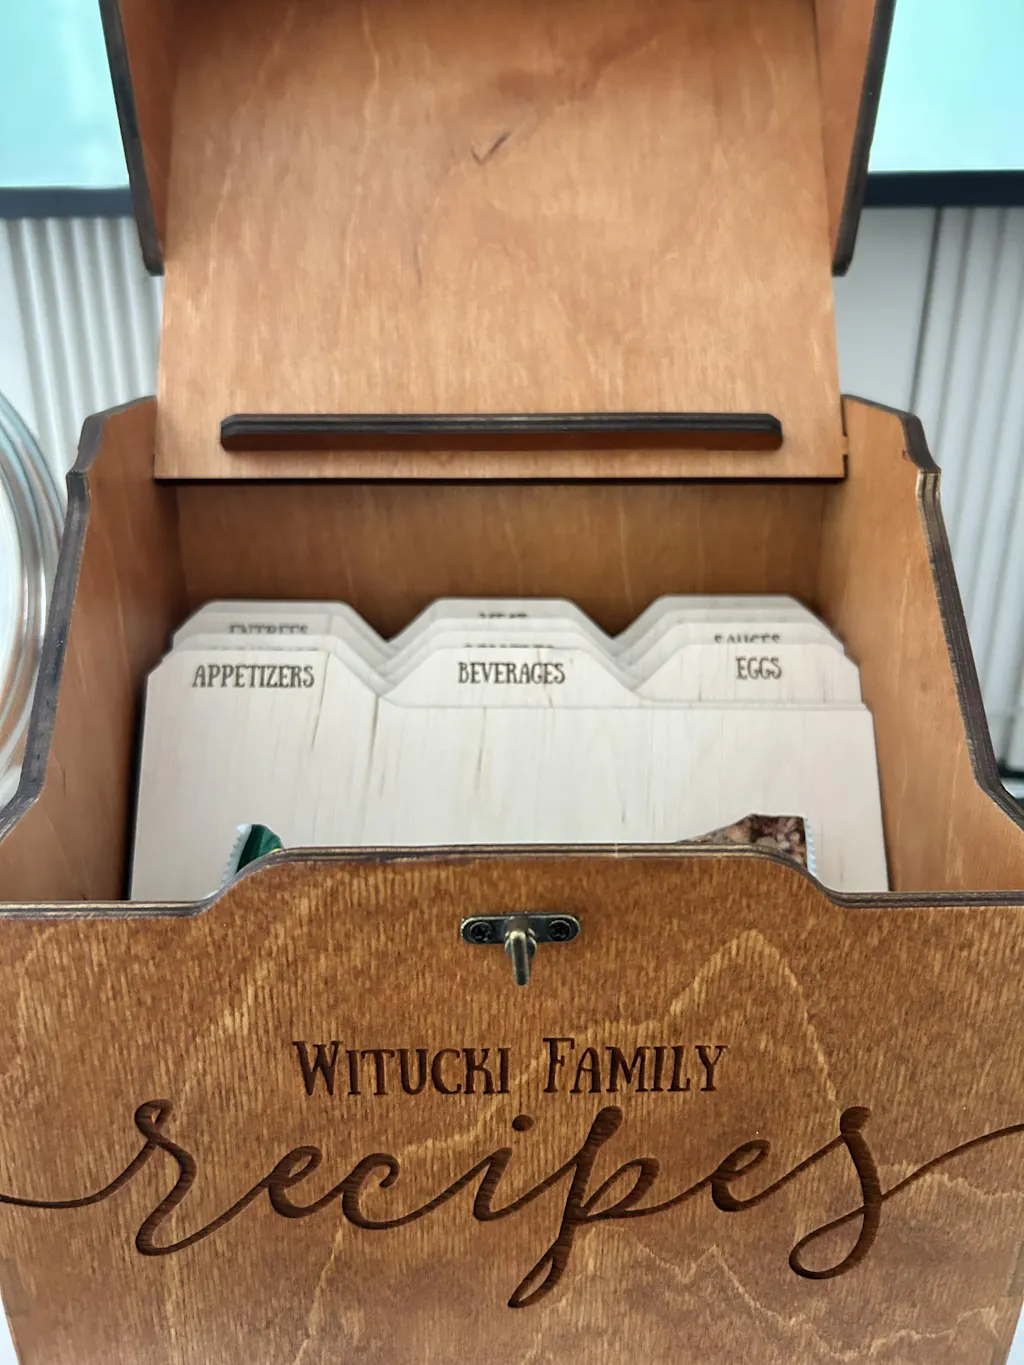 ENTREES
SAUCES
APPETIZERS BEVERAGES EGGS
WITUCKI FAMILY
recipes